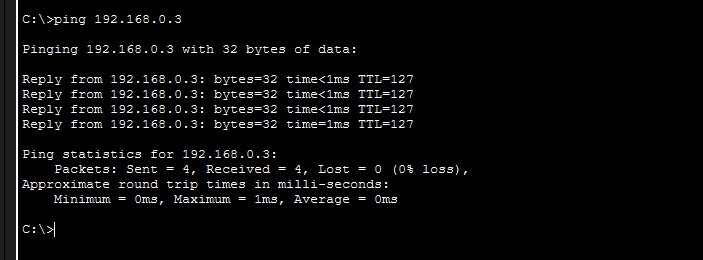 C:\>ping 192.168.0.3
Pinging 192.168.0.3 with 32 bytes of data:
Reply from 192.168.0.3: bytes=32 time<1ms TTL=127
Reply from 192.168.0.3: bytes=32 time<1ms TTL=127
Reply from 192.168.0.3: bytes=32 time<1ms TTL=127
Reply from 192.168.0.3: bytes=32 time=1ms TTL=127
Ping statistics for 192.168.0.3:
    Packets: Sent = 4, Received = 4, Lost = 0 (0% loss),
Approximate round trip times in milli-seconds:
    Minimum = 0ms, Maximum = 1ms, Average = 0ms
C:\>